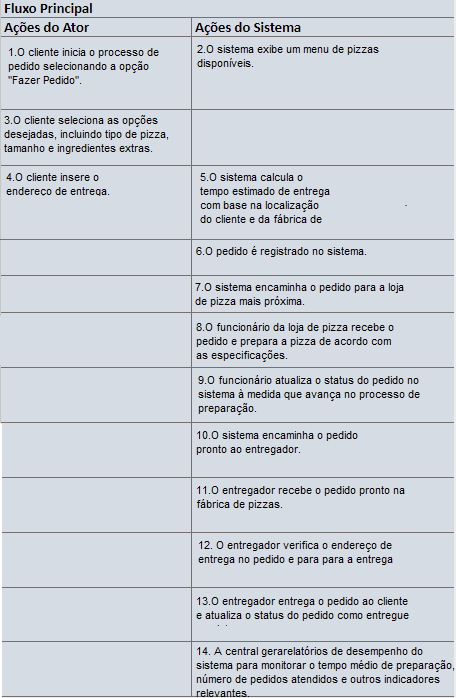 Fluxo Principal
Ações do Ator
Ações do Sistema
1.O cliente inicia o processo de
pedido selecionando a opção
"Fazer Pedido".
2.O sistema exibe um menu de pizzas
disponíveis.
3.O cliente seleciona as opções
desejadas, incluindo tipo de pizza,
tamanho e ingredientes extras.
4.O cliente insere o
endereço de entrega.
5.O sistema calcula o
tempo estimado de entrega
com base na localização
do cliente e da fábrica de
6.O pedido é registrado no sistema.
7.O sistema encaminha o pedido para a loja
de pizza mais próxima.
8.O funcionário da loja de pizza recebe o
pedido e prepara a pizza de acordo com
as especificações.
9.O funcionário atualiza o status do pedido no
sistema à medida que avança no processo de
preparação.
10.O sistema encaminha o pedido
pronto ao entregador.
11.O entregador recebe o pedido pronto na
fábrica de pizzas.
12. O entregador verifica o endereço de
entrega no pedido e para para a entrega
13.O entregador entrega o pedido ao cliente
e atualiza o status do pedido como entregue
14. A central gerarelatórios de desempenho do
sistema para monitorar o tempo médio de preparação,
número de pedidos atendidos e outros indicadores
relevantes.